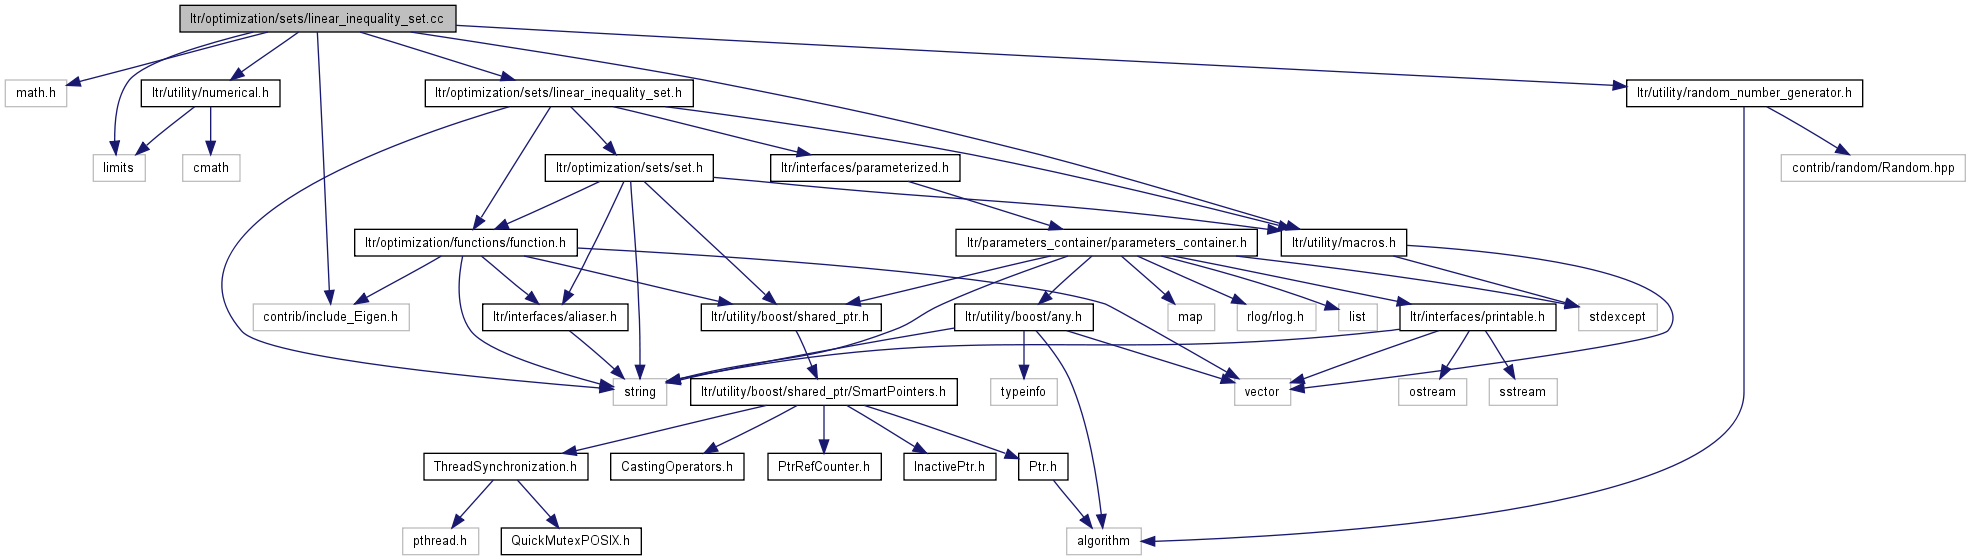 ltr/optimization/sets/linear_inequality_set.cc
math.h
ltr/utility/numerical.h
ltr/optimization/sets/linear_inequality_set.h
ltr/utility/random_number_generator.h
limits
cmath
ltr/optimization/sets/set.h
ltr/interfaces/parameterized.h
contrib/random/Random.hpp
ltr/optimization/functions/function.h
ltr/parameters_container/parameters_container.h
ltr/utility/macros.h
contrib/include_Eigen.h
ltr/interfaces/aliaser.h
ltr/utility/boost/shared_ptr.h
ltr/utility/boost/any.h
map
rlog/rlog.h
list
ltr/interfaces/printable.h
stdexcept
string
ltr/utility/boost/shared_ptr/SmartPointers.h
typeinfo
vector
ostream
sstream
ThreadSynchronization.h
CastingOperators.h
PtrRefCounter.h
InactivePtr.h
Ptr.h
pthread.h
QuickMutexPOSIX.h
algorithm